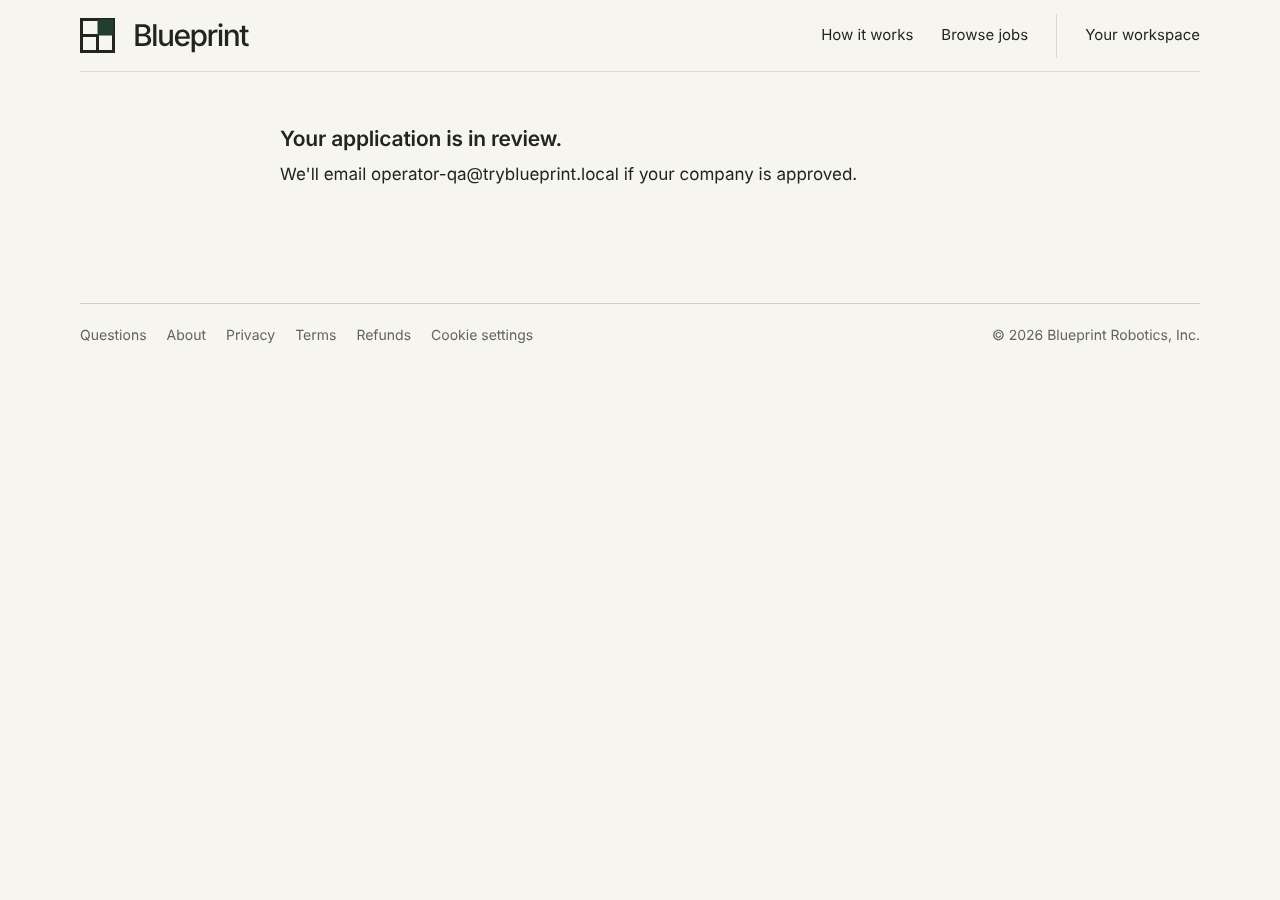 Blueprint
How it works
Browse jobs
Your workspace
Your application is in review.
We'll email operator-qa@tryblueprint.local if your company is approved.
Questions
About
Privacy
Terms
Refunds
Cookie settings
© 2026 Blueprint Robotics, Inc.